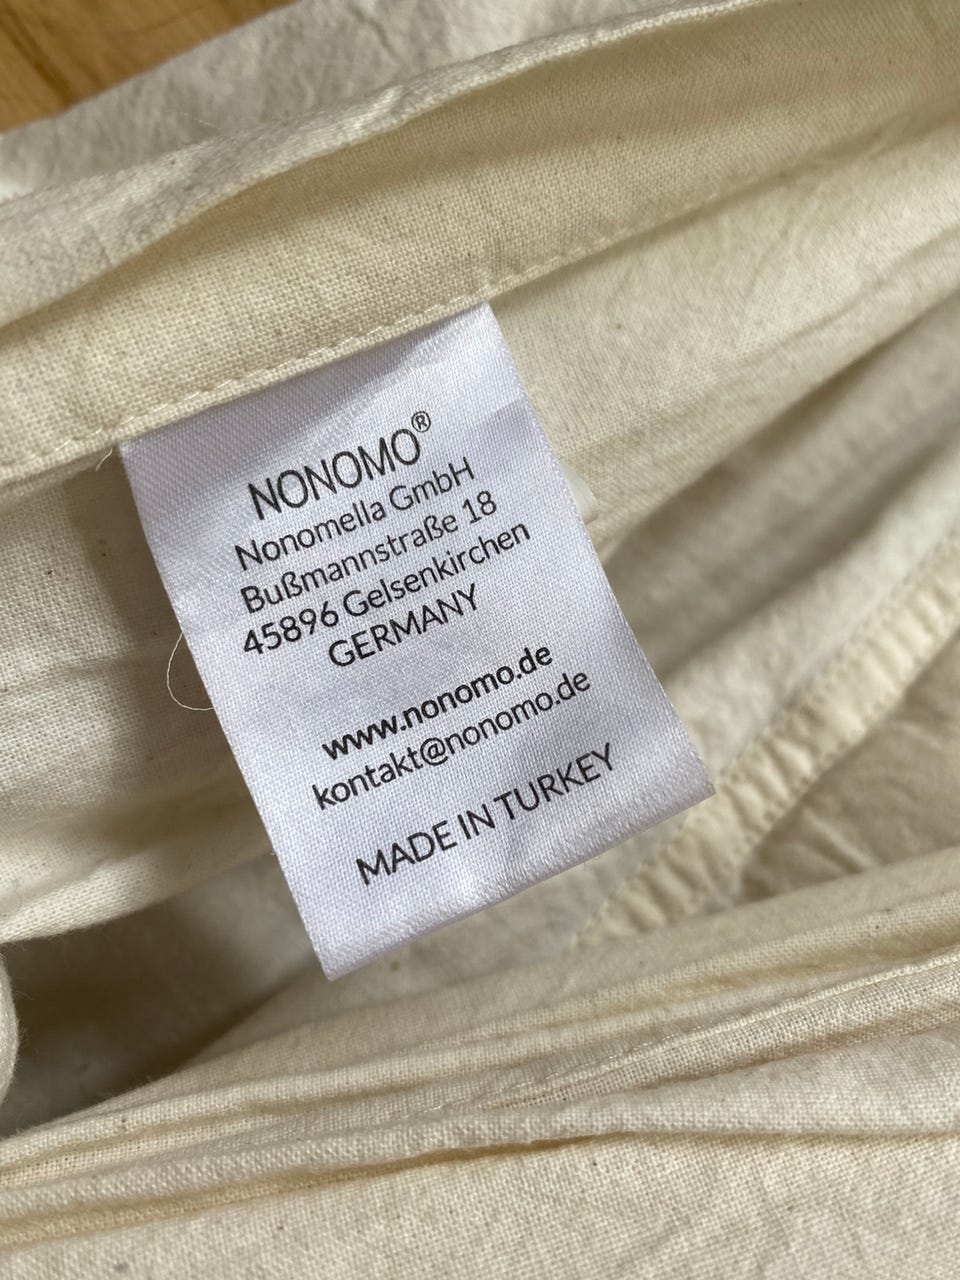 NONOMO®
Nonomella GmbH
Bußmannstraße 18
45896 Gelsenkirchen
GERMANY
www.nonomo.de
kontakt@nonomo.de
MADE IN TURKEY